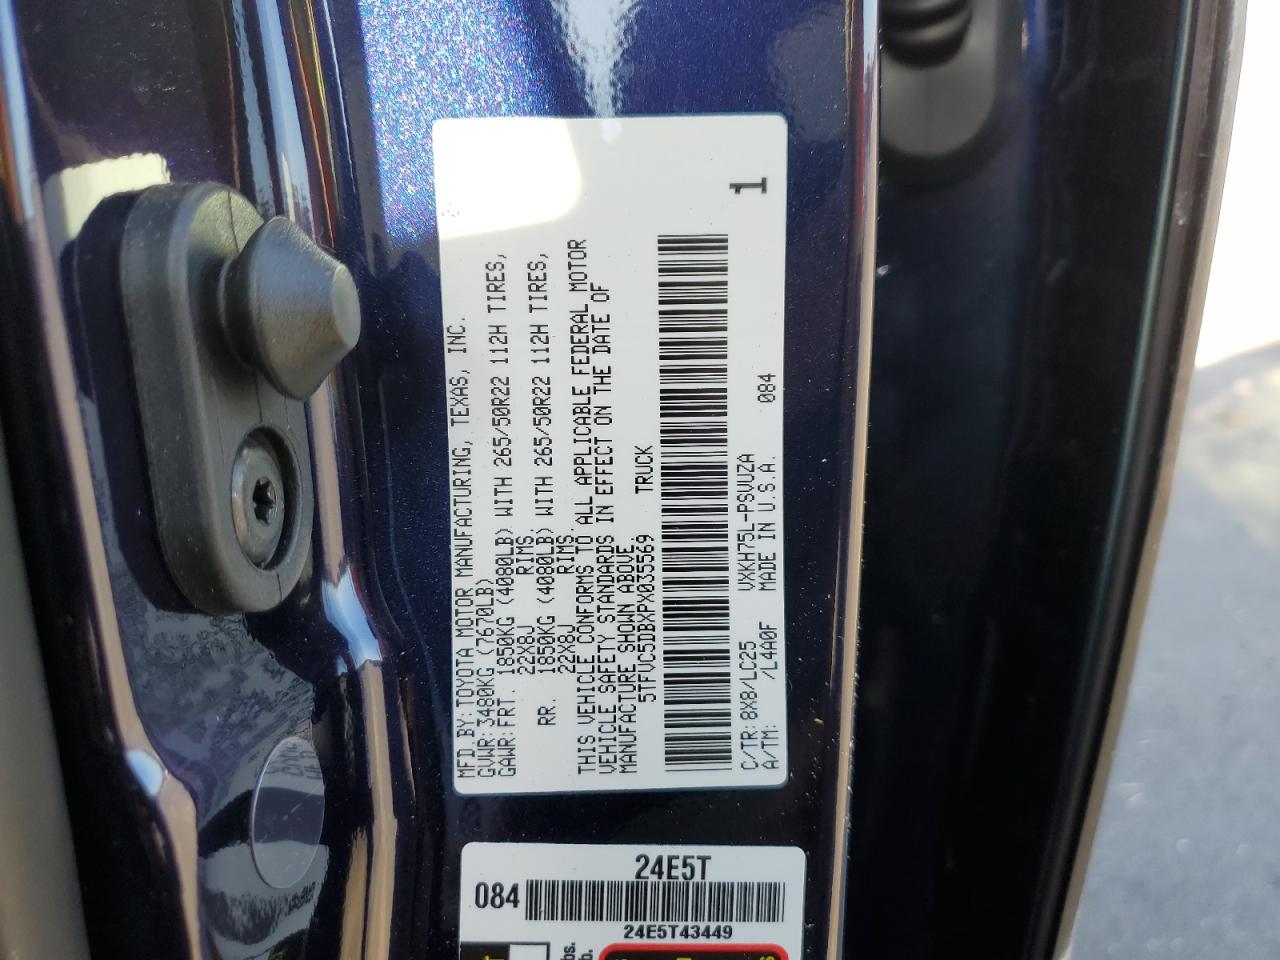 MFD.BY:TOYOTA MOTOR MANUFACTURING, TEXAS, INC.
GVWR:3480KG (7670LB)
GAWR:FRT. 1850KG (4080LB) WITH 265/50R22 112H TIRES,
22X8J RIMS.
RR. 1850KG (4080LB) WITH 265/50R22 112H TIRES,
22X8J RIMS.
THIS VEHICLE CONFORMS TO ALL APPLICABLE FEDERAL MOTOR
VEHICLE SAFETY STANDARDS IN EFFECT ON THE DATE OF
MANUFACTURE SHOWN ABOVE
5TFVC5DBXPX035569 TRUCK
1
C/TR:8X8/LC25 VXKH75L-PSVUZA 084
A/TM: /L4A0F MADE IN U.S.A.
24E5T
084
24E5T43449